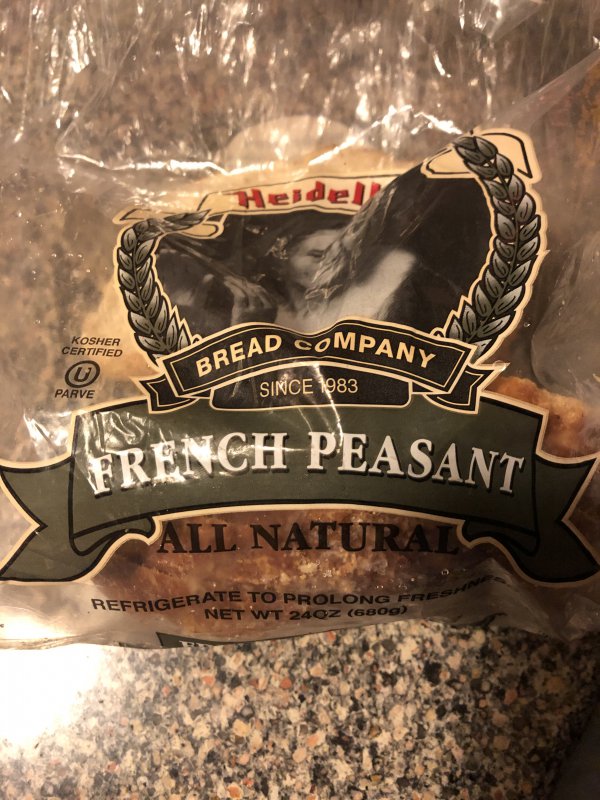 Heidel
KOSHER
CERTIFIED
U
PARVE
BREAD COMPANY
SINCE 1983
FRENCH PEASANT
ALL NATURAL
REFRIGERATE TO PROLONG FRESHNESS
NET WT 24OZ (680g)